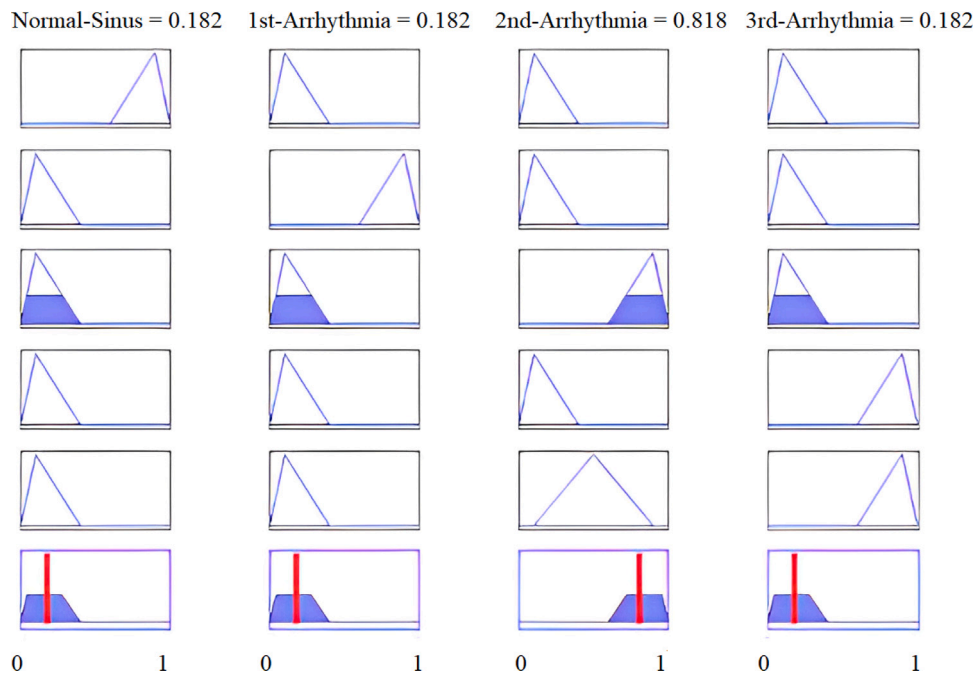 Normal-Sinus = 0.182 1st-Arrhythmia = 0.182 2nd-Arrhythmia = 0.818 3rd-Arrhythmia = 0.182
0 1 0 1 0 1 0 1